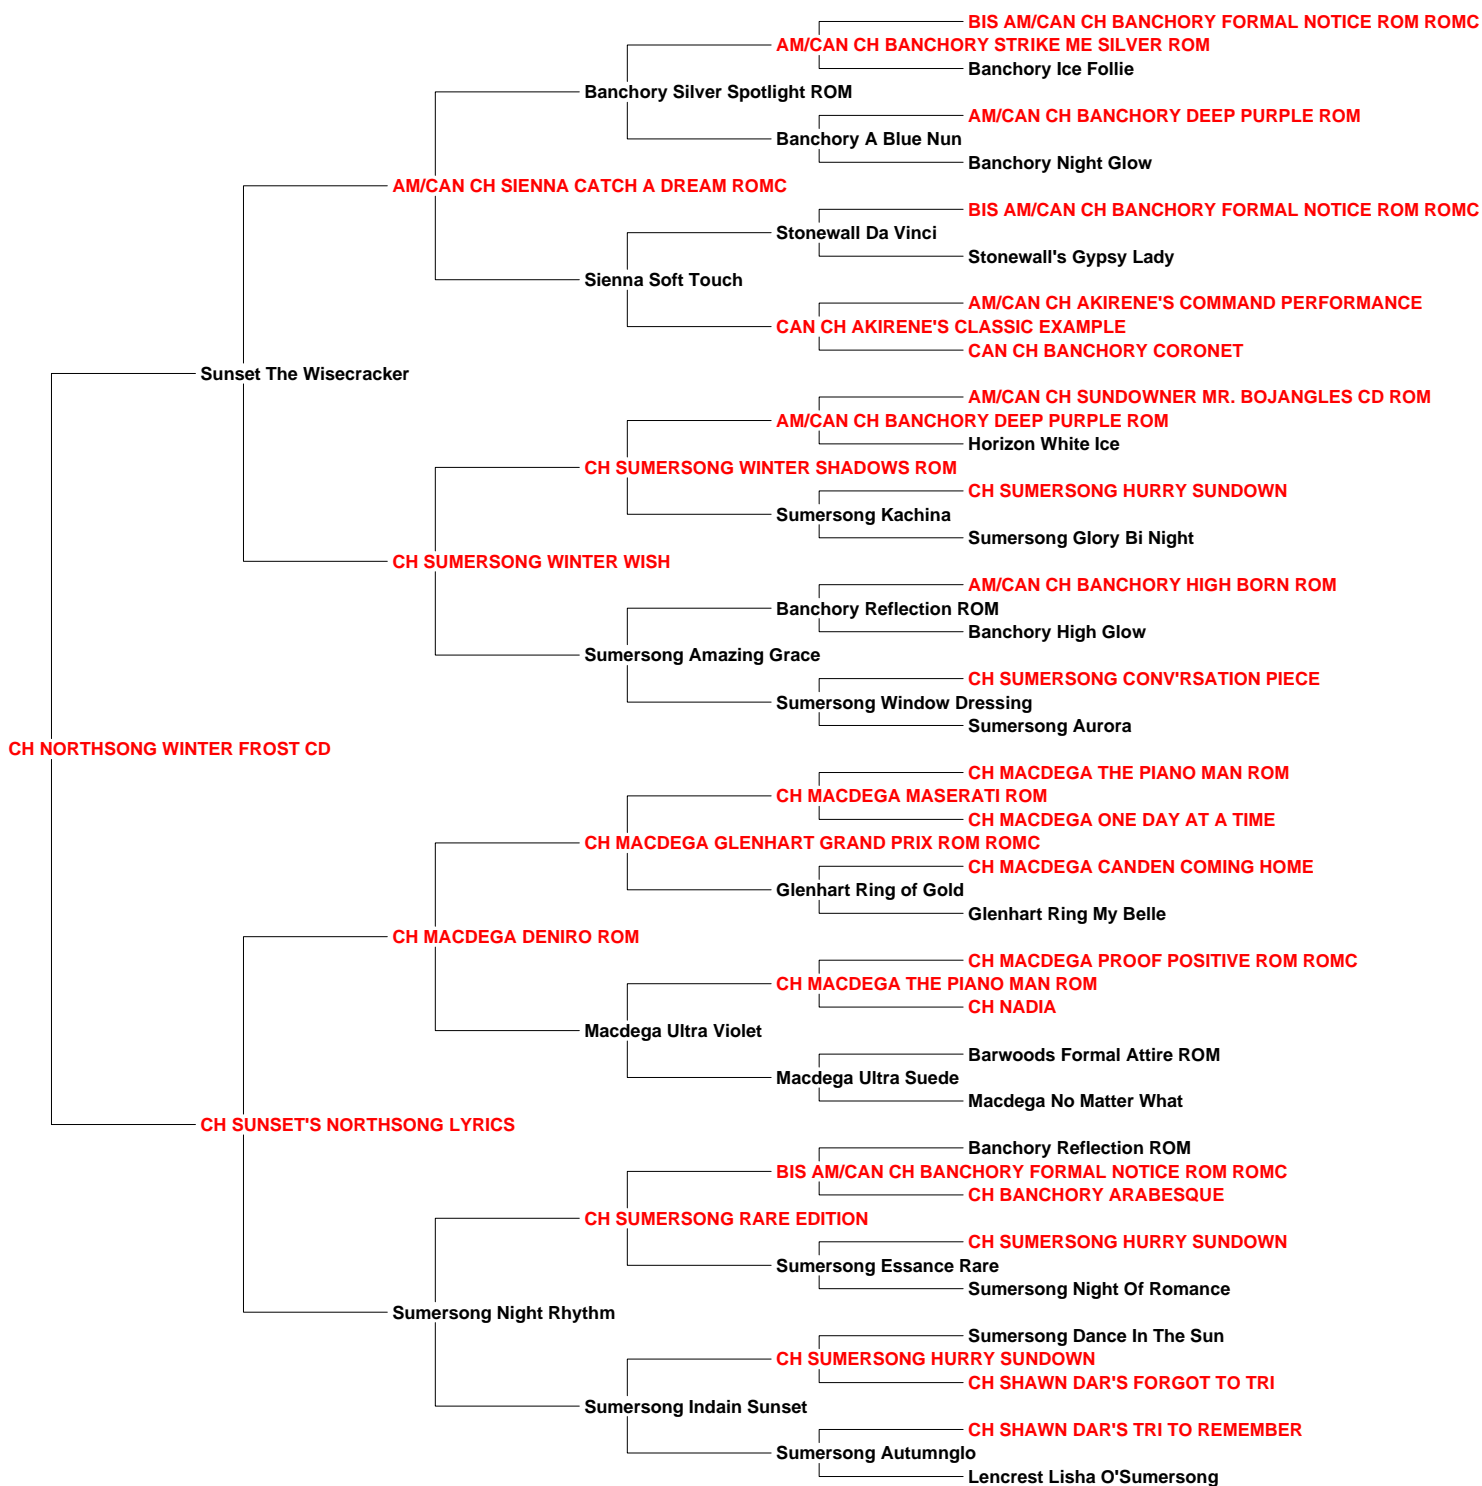 BIS AM/CAN CH BANCHORY FORMAL NOTICE ROM ROMC
AM/CAN CH BANCHORY STRIKE ME SILVER ROM
Banchory Ice Follie
Banchory Silver Spotlight ROM
AM/CAN CH BANCHORY DEEP PURPLE ROM
Banchory A Blue Nun
Banchory Night Glow
AM/CAN CH SIENNA CATCH A DREAM ROMC
BIS AM/CAN CH BANCHORY FORMAL NOTICE ROM ROMC
Stonewall Da Vinci
Stonewall's Gypsy Lady
Sienna Soft Touch
AM/CAN CH AKIRENE'S COMMAND PERFORMANCE
CAN CH AKIRENE'S CLASSIC EXAMPLE
CAN CH BANCHORY CORONET
Sunset The Wisecracker
AM/CAN CH SUNDOWNER MR. BOJANGLES CD ROM
AM/CAN CH BANCHORY DEEP PURPLE ROM
Horizon White Ice
CH SUMERSONG WINTER SHADOWS ROM
CH SUMERSONG HURRY SUNDOWN
Sumersong Kachina
Sumersong Glory Bi Night
CH SUMERSONG WINTER WISH
AM/CAN CH BANCHORY HIGH BORN ROM
Banchory Reflection ROM
Banchory High Glow
Sumersong Amazing Grace
CH SUMERSONG CONV'RSATION PIECE
Sumersong Window Dressing
Sumersong Aurora
CH NORTHSONG WINTER FROST CD
CH MACDEGA THE PIANO MAN ROM
CH MACDEGA MASERATI ROM
CH MACDEGA ONE DAY AT A TIME
CH MACDEGA GLENHART GRAND PRIX ROM ROMC
CH MACDEGA CANDEN COMING HOME
Glenhart Ring of Gold
Glenhart Ring My Belle
CH MACDEGA DENIRO ROM
CH MACDEGA PROOF POSITIVE ROM ROMC
CH MACDEGA THE PIANO MAN ROM
CH NADIA
Macdega Ultra Violet
Barwoods Formal Attire ROM
Macdega Ultra Suede
Macdega No Matter What
CH SUNSET'S NORTHSONG LYRICS
Banchory Reflection ROM
BIS AM/CAN CH BANCHORY FORMAL NOTICE ROM ROMC
CH BANCHORY ARABESQUE
CH SUMERSONG RARE EDITION
CH SUMERSONG HURRY SUNDOWN
Sumersong Essance Rare
Sumersong Night Of Romance
Sumersong Night Rhythm
Sumersong Dance In The Sun
CH SUMERSONG HURRY SUNDOWN
CH SHAWN DAR'S FORGOT TO TRI
Sumersong Indain Sunset
CH SHAWN DAR'S TRI TO REMEMBER
Sumersong Autumnglo
Lencrest Lisha O'Sumersong